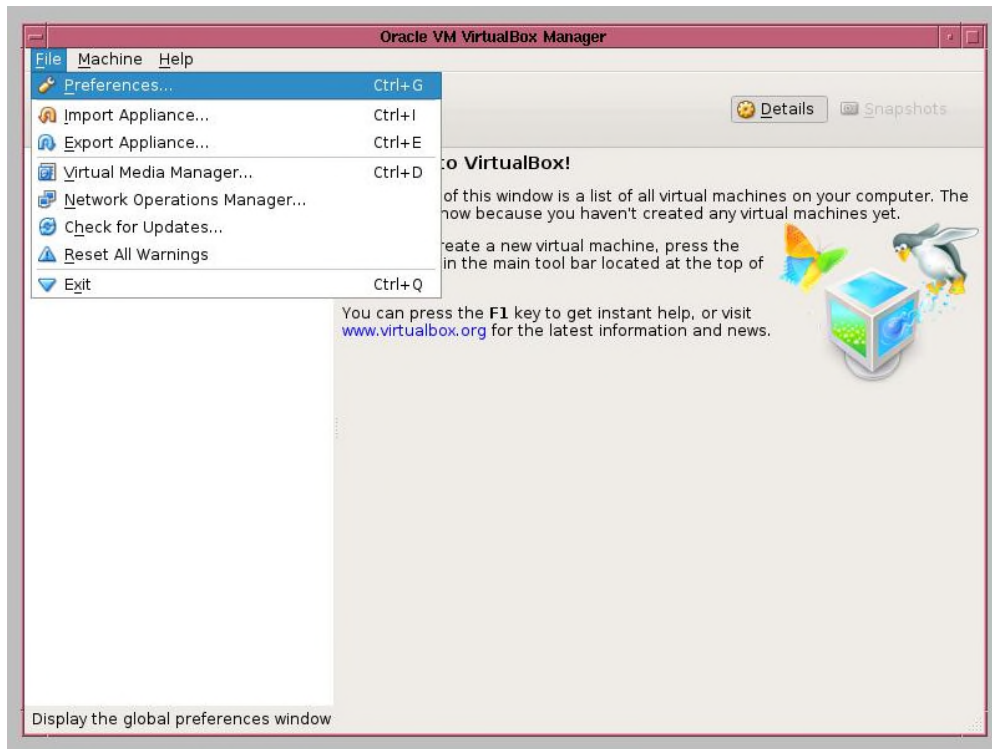 Oracle VM VirtualBox Manager
File Machine Help
Preferences... Ctrl+G
Import Appliance... Ctrl+I
Export Appliance... Ctrl+E
Virtual Media Manager... Ctrl+D
Network Operations Manager...
Check for Updates...
Reset All Warnings
Exit Ctrl+Q
Details Snapshots
to VirtualBox!
of this window is a list of all virtual machines on your computer. The
now because you haven't created any virtual machines yet.
reate a new virtual machine, press the
in the main tool bar located at the top of
You can press the F1 key to get instant help, or visit
www.virtualbox.org for the latest information and news.
Display the global preferences window